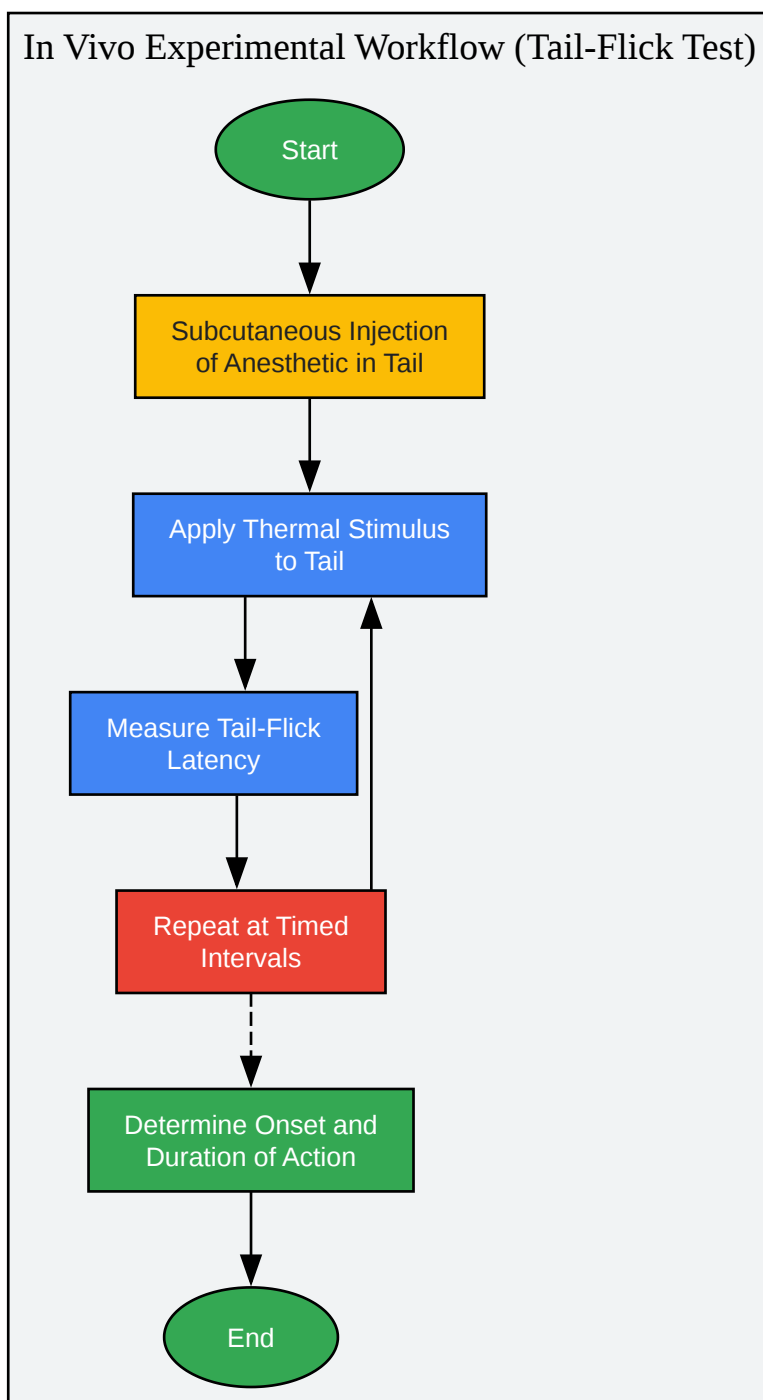 In Vivo Experimental Workflow (Tail-Flick Test)
Start
Subcutaneous Injection
of Anesthetic in Tail
Apply Thermal Stimulus
to Tail
Measure Tail-Flick
Latency
Repeat at Timed
Intervals
Determine Onset and
Duration of Action
End